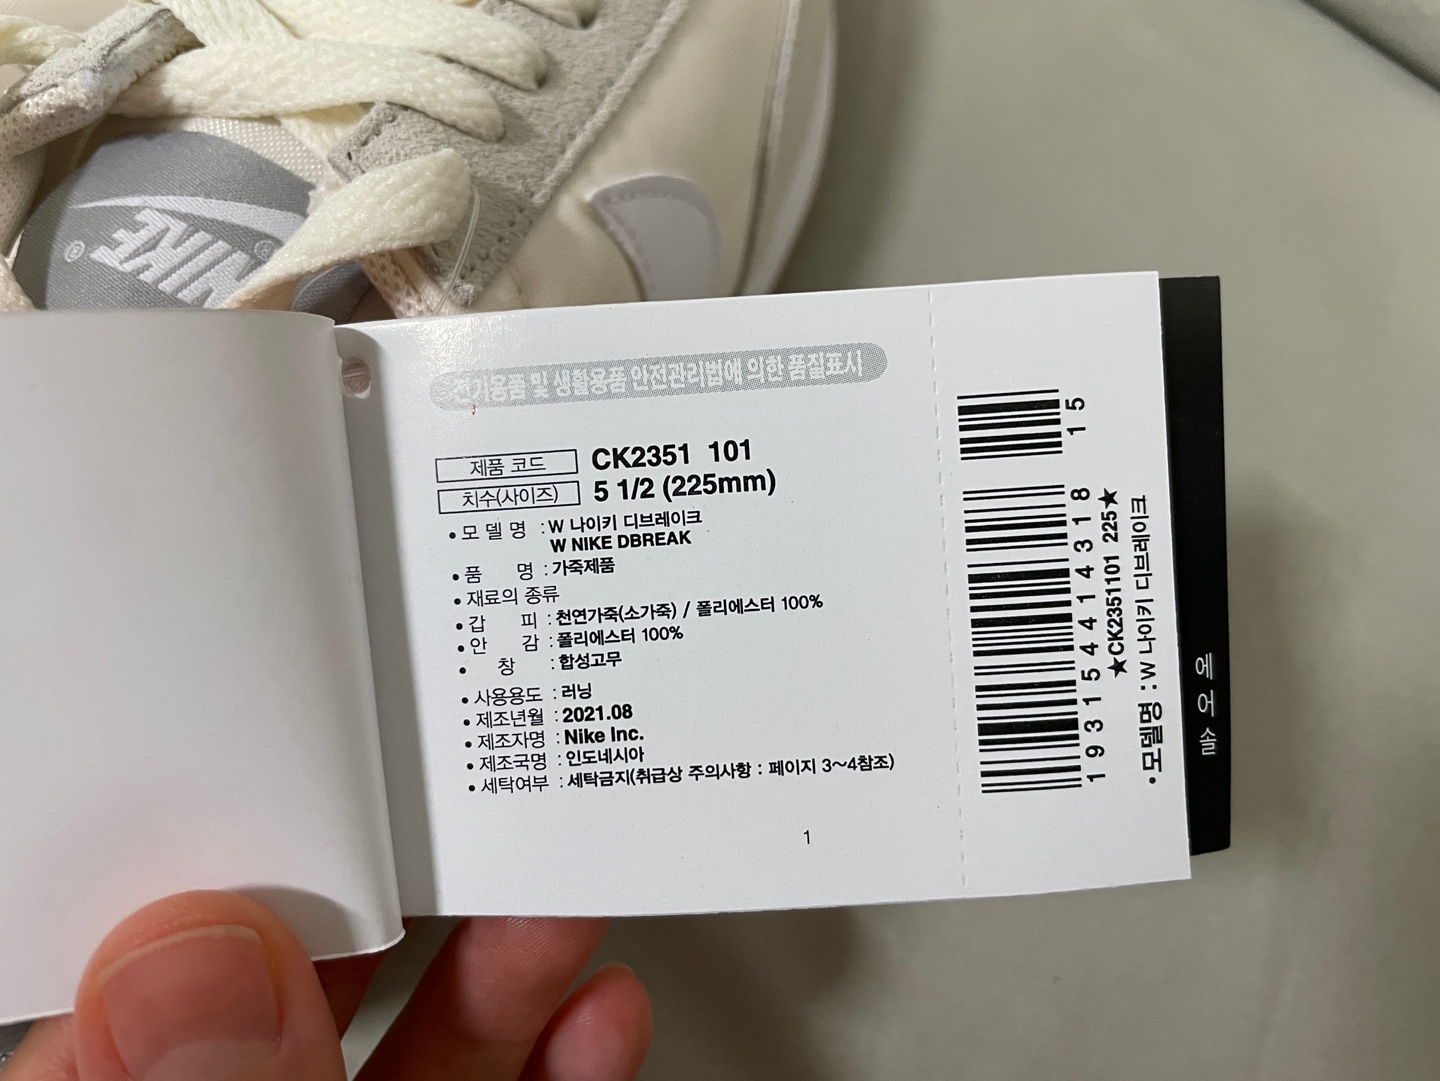 NIKE
전기용품 및 생활용품 안전관리법에 의한 품질표시
제품 코드 CK2351 101
치수(사이즈) 5 1/2 (225mm)
•모 델 명 : W 나이키 디브레이크
W NIKE DBREAK
•품 명 : 가죽제품
•재료의 종류
•갑 피 : 천연가죽(소가죽) / 폴리에스터 100%
•안 감 : 폴리에스터 100%
•창 : 합성고무
•사용용도 : 러닝
•제조년월 : 2021.08
•제조자명 : Nike Inc.
•제조국명 : 인도네시아
•세탁여부 : 세탁금지(취급상 주의사항 : 페이지 3~4참조)
1
15
193154414318
★CK2351101 225★
•모델명 : W 나이키 디브레이크
에어솔